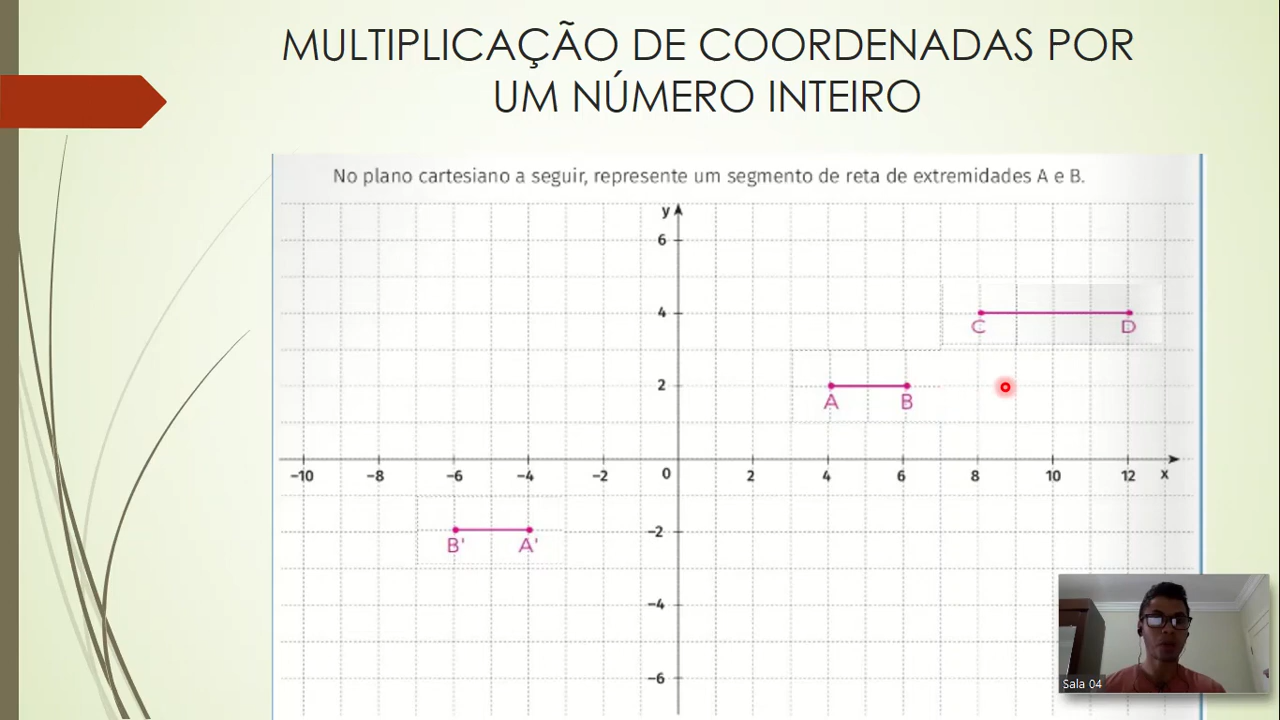 MULTIPLICAÇÃO DE COORDENADAS POR
UM NÚMERO INTEIRO
No plano cartesiano a seguir, represente um segmento de reta de extremidades A e B.
y
6
4
C D
2
A B
−10 −8 −6 −4 −2 0 2 4 6 8 10 12 x
−2
B' A'
−4
−6
Sala 04